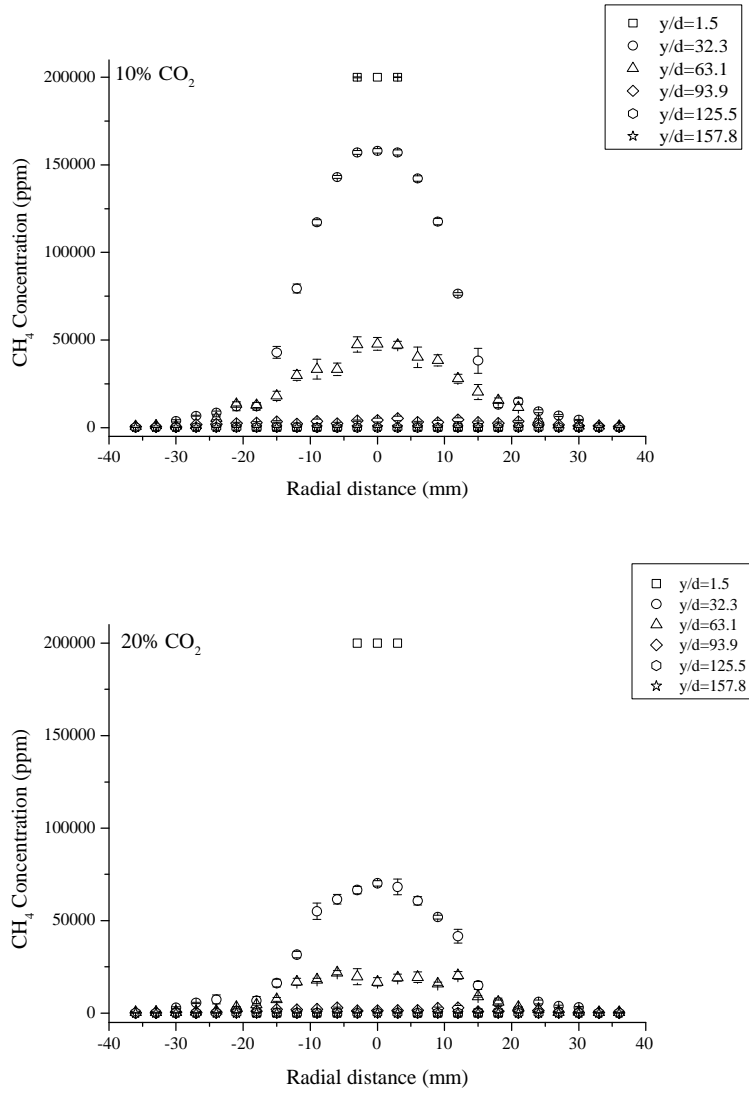 y/d=1.5
y/d=32.3
y/d=63.1
y/d=93.9
y/d=125.5
y/d=157.8
10% CO₂
200000
150000
100000
50000
0
CH₄ Concentration (ppm)
-40 -30 -20 -10 0 10 20 30 40
Radial distance (mm)
y/d=1.5
y/d=32.3
y/d=63.1
y/d=93.9
y/d=125.5
y/d=157.8
20% CO₂
200000
150000
100000
50000
0
CH₄ Concentration (ppm)
-40 -30 -20 -10 0 10 20 30 40
Radial distance (mm)